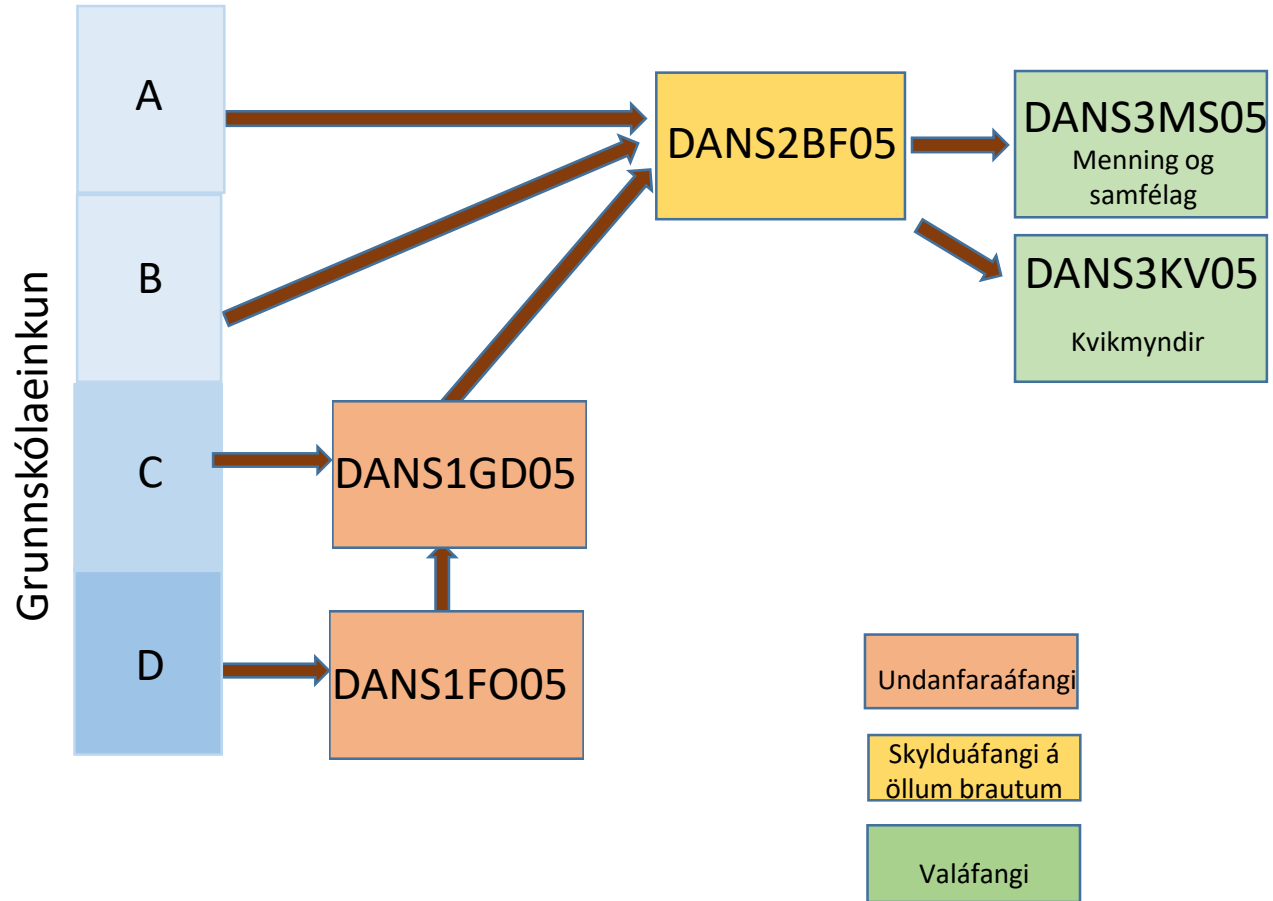 Grunnskólaeinkun
A
B
C
D
DANS1GD05
DANS1FO05
DANS2BF05
DANS3MS05
Menning og
samfélag
DANS3KV05
Kvikmyndir
Undanfaraáfangi
Skylduáfangi á
öllum brautum
Valáfangi